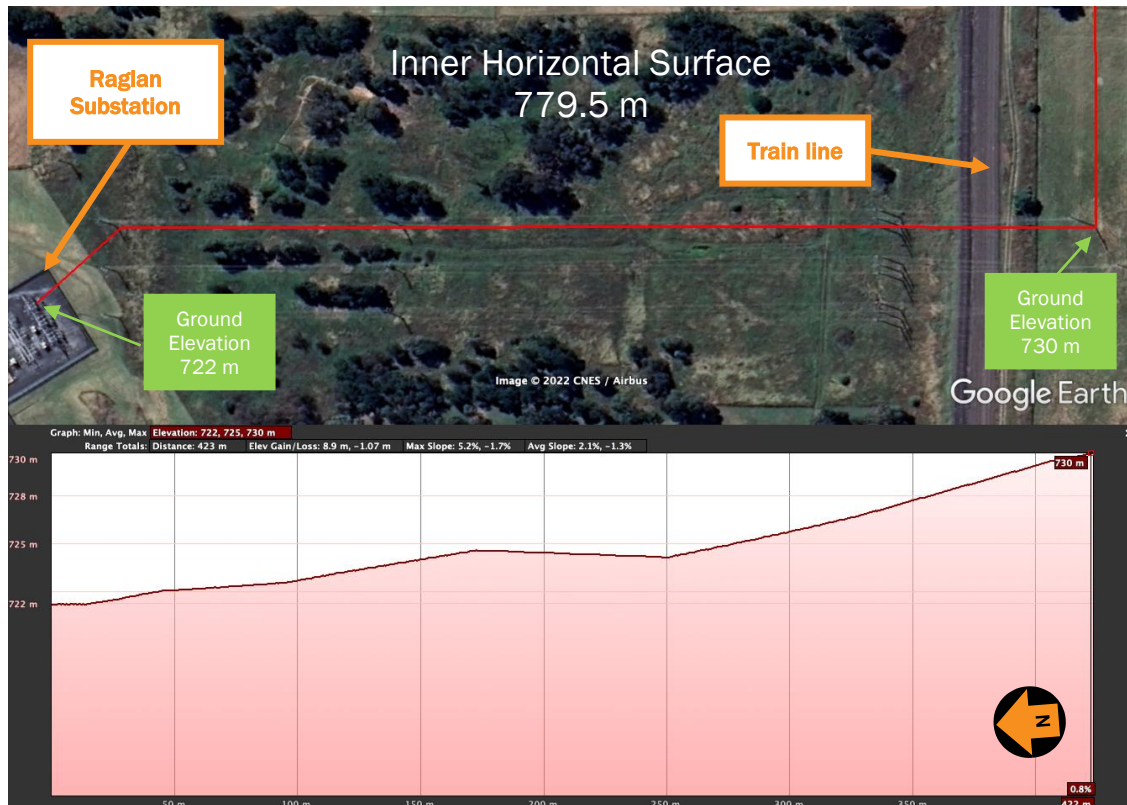 Inner Horizontal Surface
779.5 m
Raglan
Substation
Train line
Ground
Elevation
722 m
Ground
Elevation
730 m
Image © 2022 CNES / Airbus
Google Earth
Graph: Min, Avg, Max Elevation: 722, 725, 730 m
Range Totals: Distance: 423 m Elev Gain/Loss: 8.9 m, -1.07 m Max Slope: 5.2%, -1.7% Avg Slope: 2.1%, -1.3%
730 m
730 m
728 m
725 m
722 m
N
0.8%
50 m 100 m 150 m 200 m 250 m 300 m 350 m 422 m